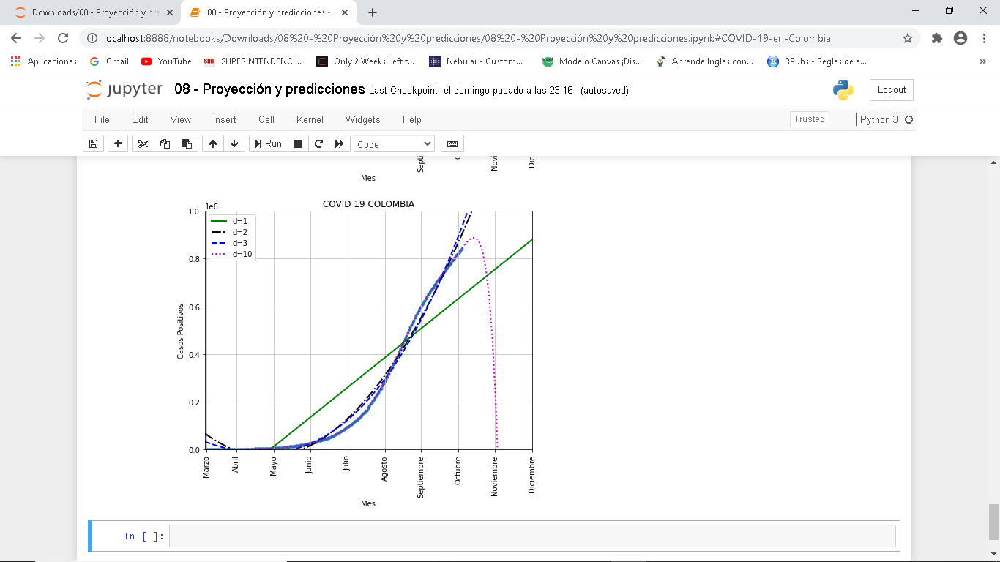 Downloads/08 - Proyección y pre
08 - Proyección y predicciones - J
localhost:8888/notebooks/Downloads/08%20-%20Proyección%20y%20predicciones/08%20-%20Proyección%20y%20predicciones.ipynb#COVID-19-en-Colombia
Aplicaciones Gmail YouTube SNR SUPERINTENDENCI... Only 2 Weeks Left t... Nebular - Custom... Modelo Canvas ¡Dis... Aprende Inglés con... RPubs - Reglas de a... »
jupyter 08 - Proyección y predicciones Last Checkpoint: el domingo pasado a las 23:16 (autosaved) Logout
File Edit View Insert Cell Kernel Widgets Help Trusted Python 3
Run Code
Septi Novi Dic
Mes
COVID 19 COLOMBIA
1e6
1.0
0.8
0.6
0.4
0.2
0.0
d=1
d=2
d=3
d=10
Casos Positivos
Marzo Abril Mayo Junio Julio Agosto Septiembre Octubre Noviembre Diciembre
Mes
In [ ]: